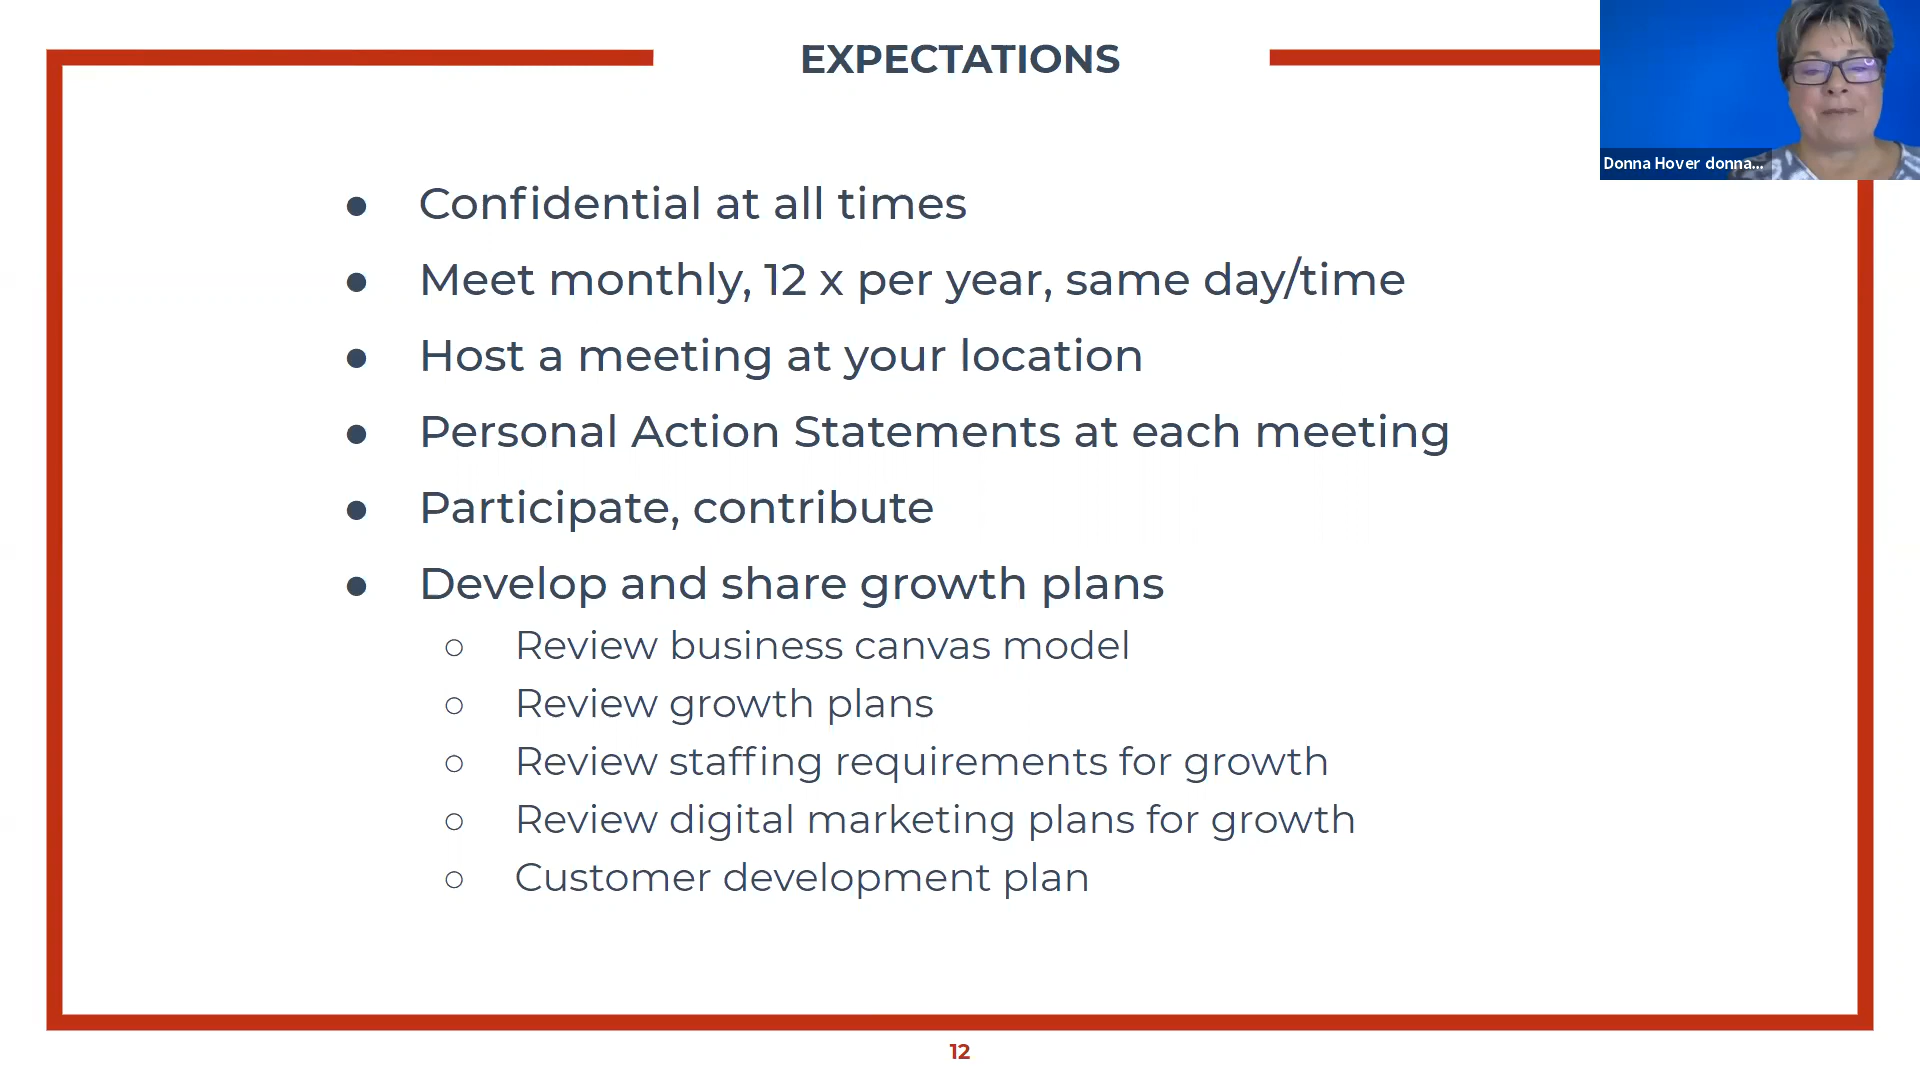 EXPECTATIONS
Donna Hover donna...
● Confidential at all times
● Meet monthly, 12 x per year, same day/time
● Host a meeting at your location
● Personal Action Statements at each meeting
● Participate, contribute
● Develop and share growth plans
○ Review business canvas model
○ Review growth plans
○ Review staffing requirements for growth
○ Review digital marketing plans for growth
○ Customer development plan
12